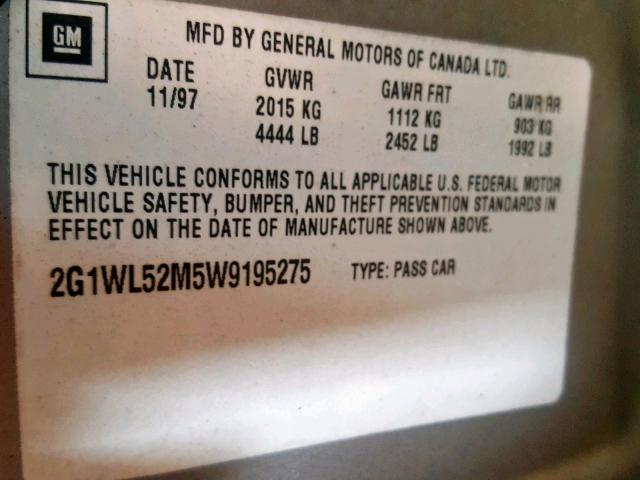 GM
MFD BY GENERAL MOTORS OF CANADA LTD.
DATE GVWR GAWR FRT GAWR RR
11/97 2015 KG 1112 KG 903 KG
4444 LB 2452 LB 1992 LB
THIS VEHICLE CONFORMS TO ALL APPLICABLE U.S. FEDERAL MOTOR
VEHICLE SAFETY, BUMPER, AND THEFT PREVENTION STANDARDS IN
EFFECT ON THE DATE OF MANUFACTURE SHOWN ABOVE.
2G1WL52M5W9195275 TYPE: PASS CAR